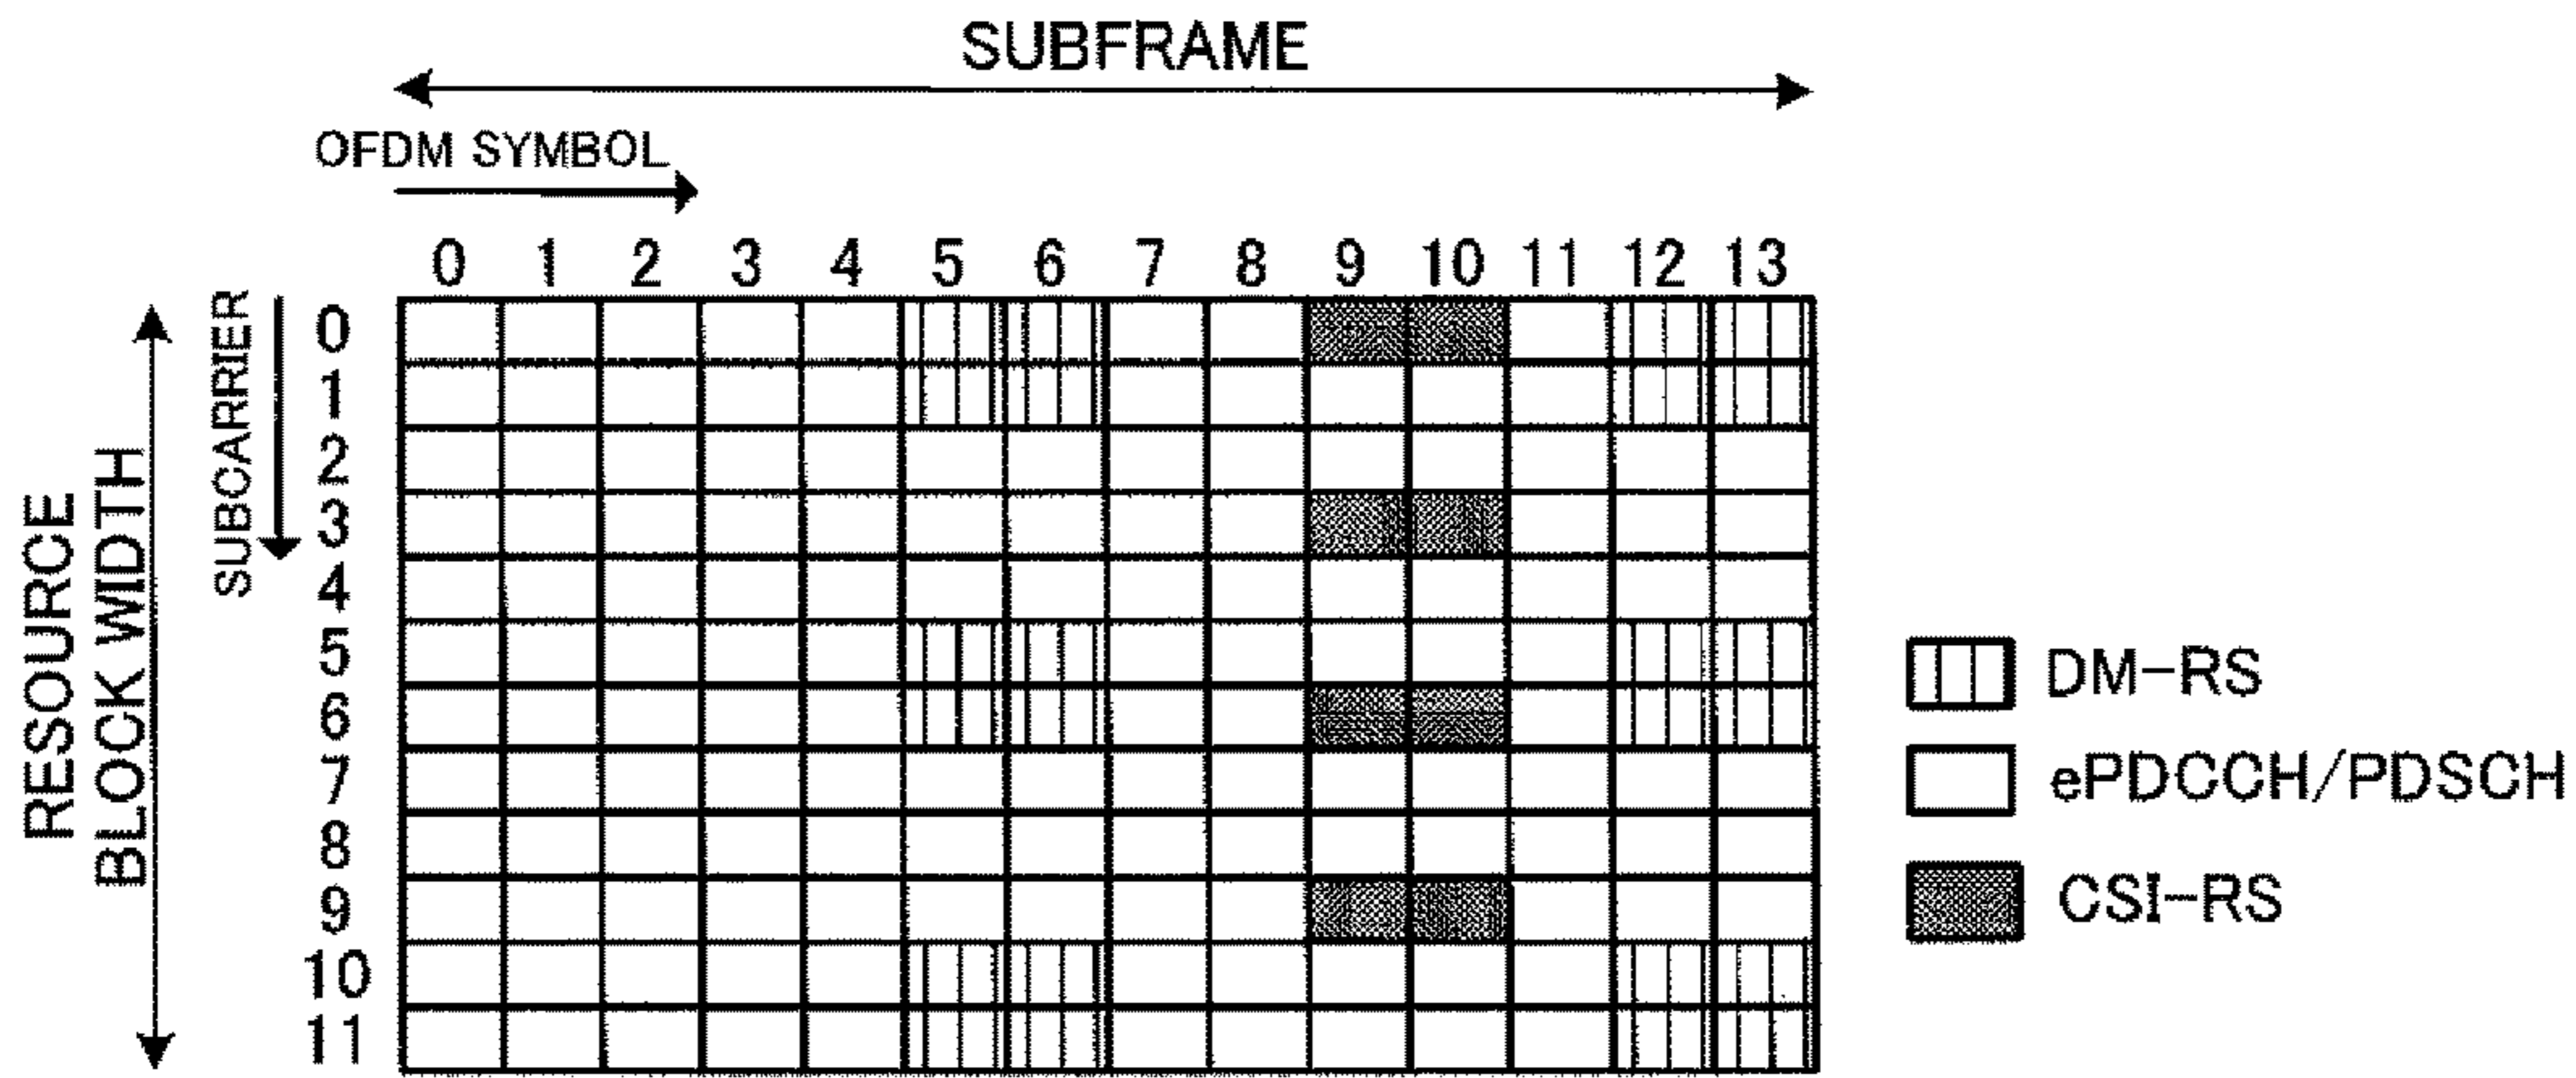 SUBFRAME
OFDM SYMBOL
0 1 2 3 4 5 6 7 8 9 10 11 12 13
RESOURCE
BLOCK WIDTH
SUBCARRIER
0
1
2
3
4
5
6
7
8
9
10
11
DM-RS
ePDCCH/PDSCH
CSI-RS